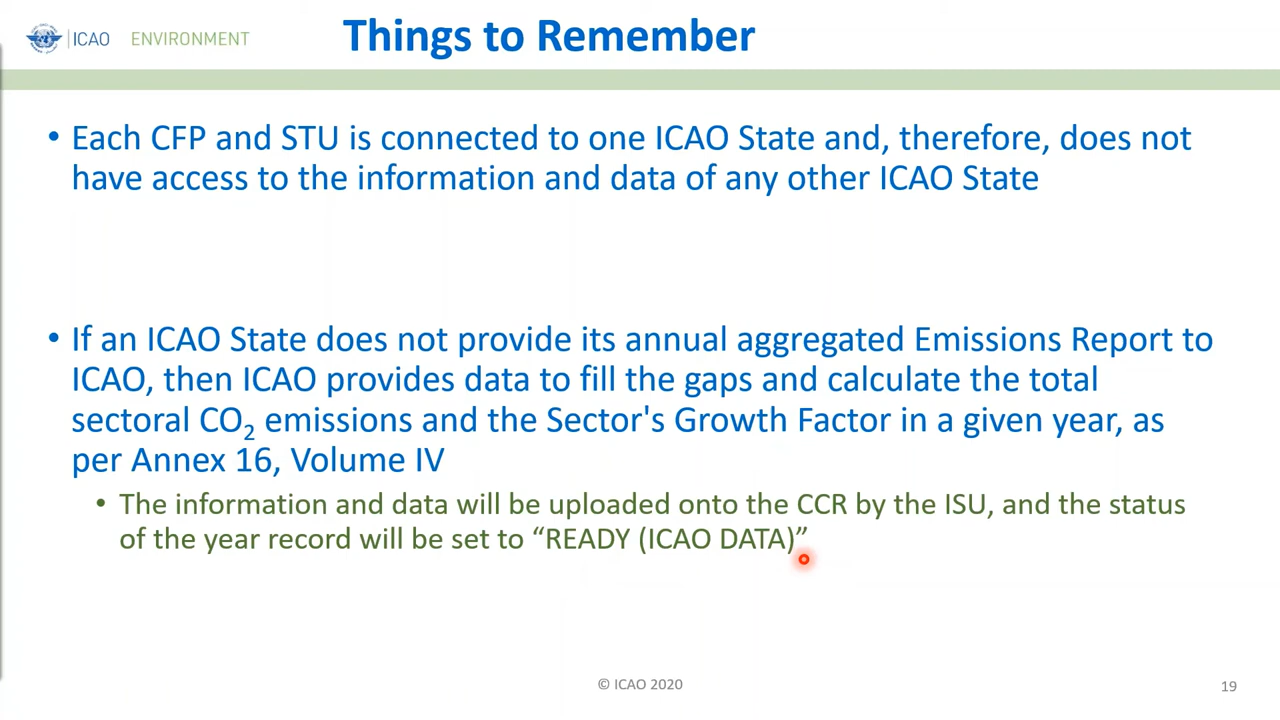 ICAO ENVIRONMENT
Things to Remember
• Each CFP and STU is connected to one ICAO State and, therefore, does not
have access to the information and data of any other ICAO State
• If an ICAO State does not provide its annual aggregated Emissions Report to
ICAO, then ICAO provides data to fill the gaps and calculate the total
sectoral CO₂ emissions and the Sector's Growth Factor in a given year, as
per Annex 16, Volume IV
• The information and data will be uploaded onto the CCR by the ISU, and the status
of the year record will be set to “READY (ICAO DATA)”
© ICAO 2020
19